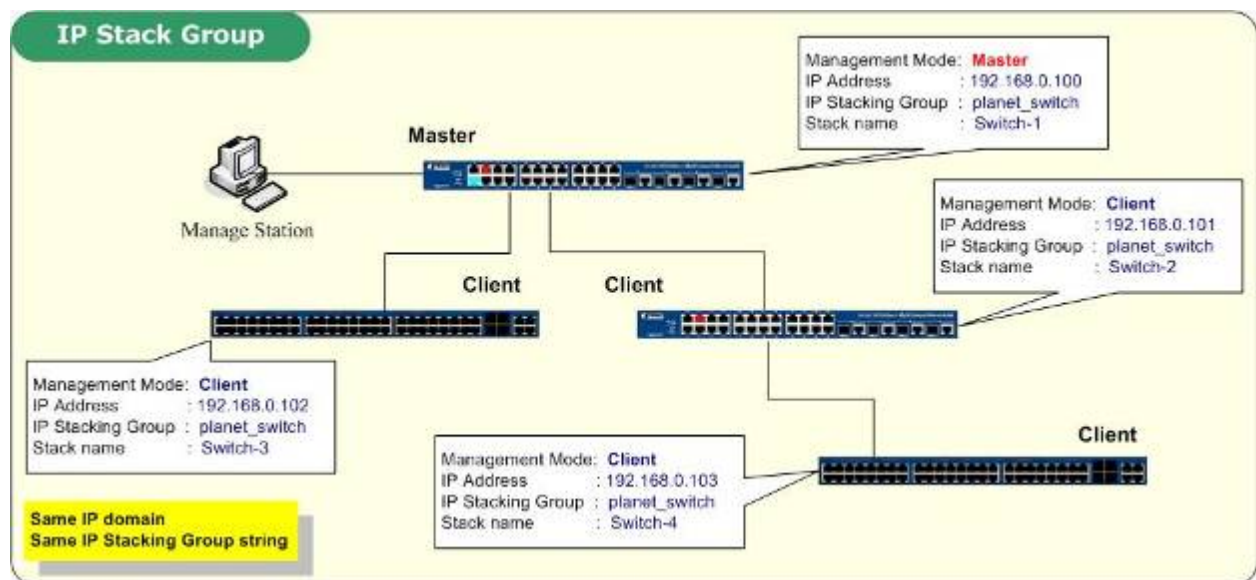 IP Stack Group
Management Mode: Master
IP Address : 192.168.0.100
IP Stacking Group : planet_switch
Stack name : Switch-1
Master
Manage Station
Management Mode: Client
IP Address : 192.168.0.101
IP Stacking Group : planet_switch
Stack name : Switch-2
Client
Client
Management Mode: Client
IP Address : 192.168.0.102
IP Stacking Group : planet_switch
Stack name : Switch-3
Client
Management Mode: Client
IP Address : 192.168.0.103
IP Stacking Group : planet_switch
Stack name : Switch-4
Same IP domain
Same IP Stacking Group string